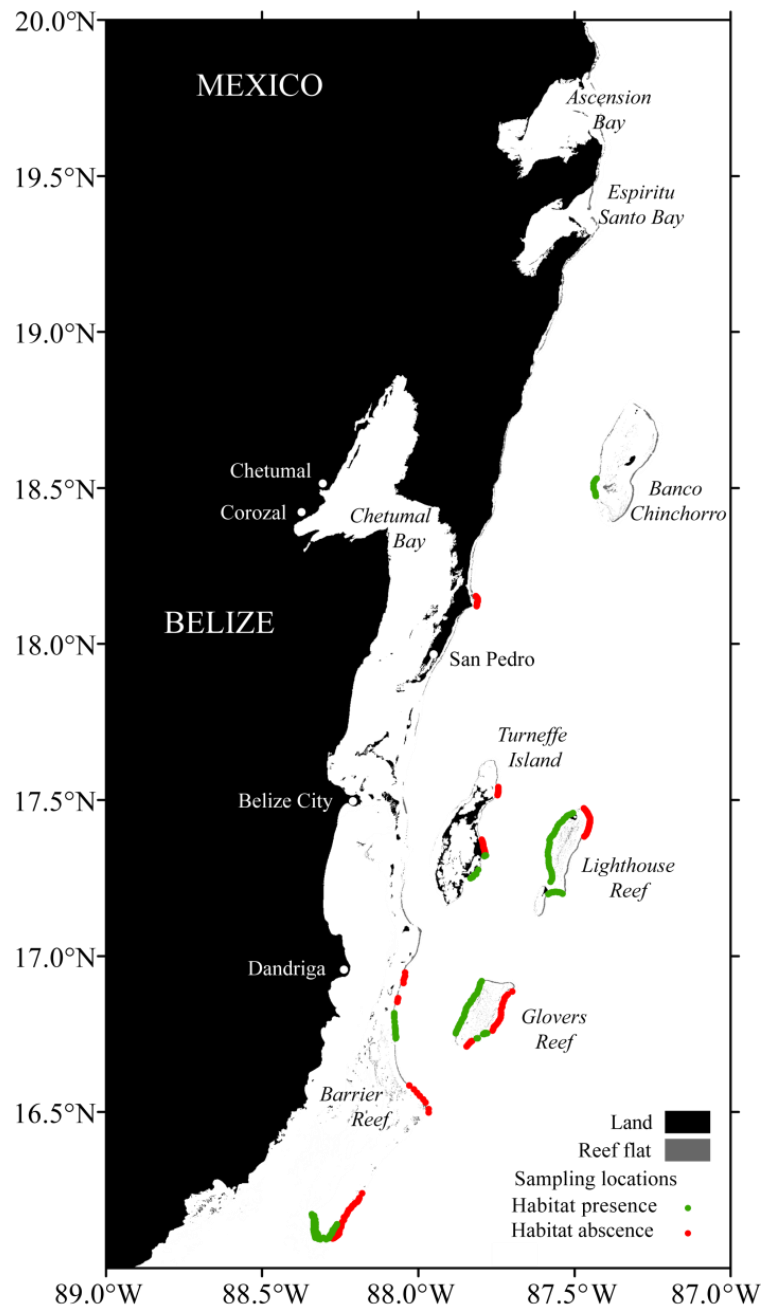 20.0°N
MEXICO
Ascension
Bay
19.5°N
Espiritu
Santo Bay
19.0°N
Chetumal
18.5°N
Banco
Chinchorro
Corozal
Chetumal
Bay
BELIZE
18.0°N
San Pedro
Turneffe
Island
17.5°N
Belize City
Lighthouse
Reef
17.0°N
Dandriga
Glovers
Reef
Barrier
Reef
16.5°N
Land
Reef flat
Sampling locations
Habitat presence
Habitat abscence
89.0°W 88.5°W 88.0°W 87.5°W 87.0°W